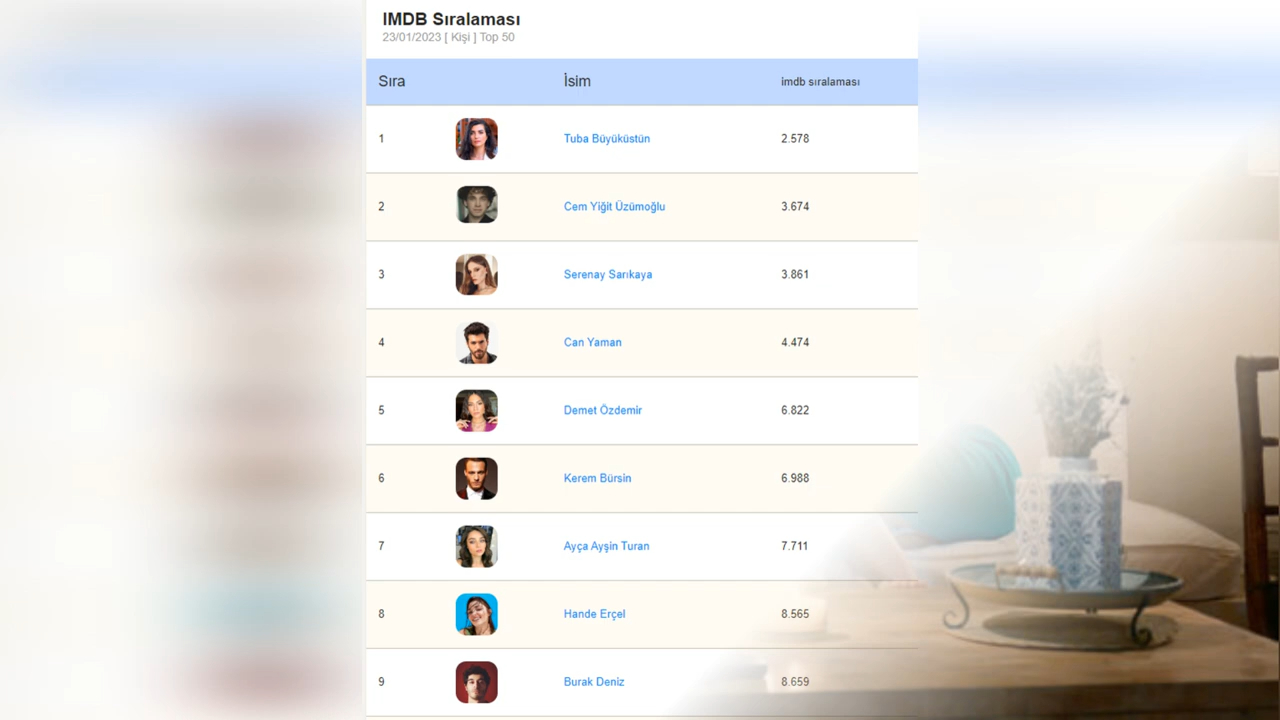 IMDB Sıralaması
23/01/2023 [ Kişi ] Top 50
Sıra İsim imdb sıralaması
1 Tuba Büyüküstün 2.578
2 Cem Yiğit Üzümoğlu 3.674
3 Serenay Sarıkaya 3.861
4 Can Yaman 4.474
5 Demet Özdemir 6.822
6 Kerem Bürsin 6.988
7 Ayça Ayşin Turan 7.711
8 Hande Erçel 8.565
9 Burak Deniz 8.659